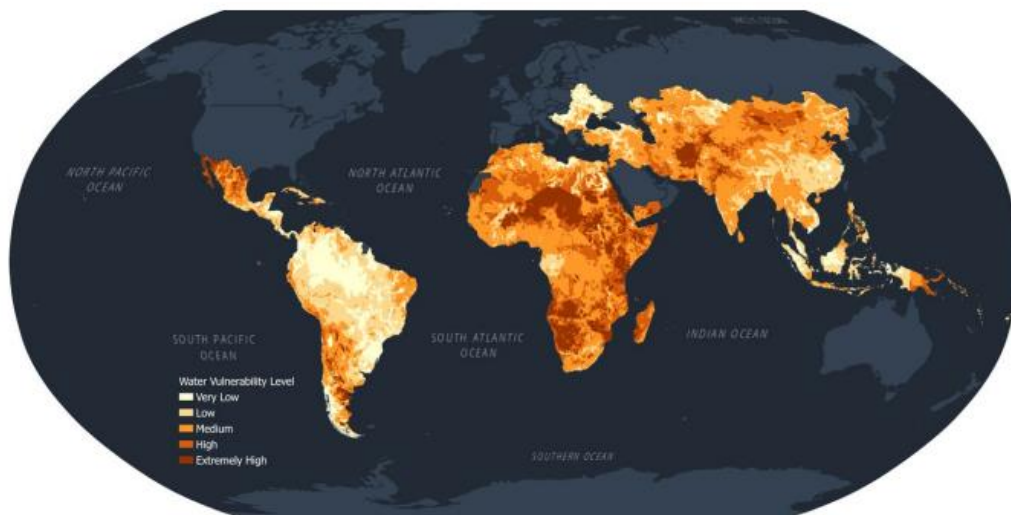 NORTH PACIFIC
OCEAN
NORTH ATLANTIC
OCEAN
SOUTH PACIFIC
OCEAN
SOUTH ATLANTIC
OCEAN
INDIAN OCEAN
Water Vulnerability Level
Very Low
Low
Medium
High
Extremely High
SOUTHERN OCEAN